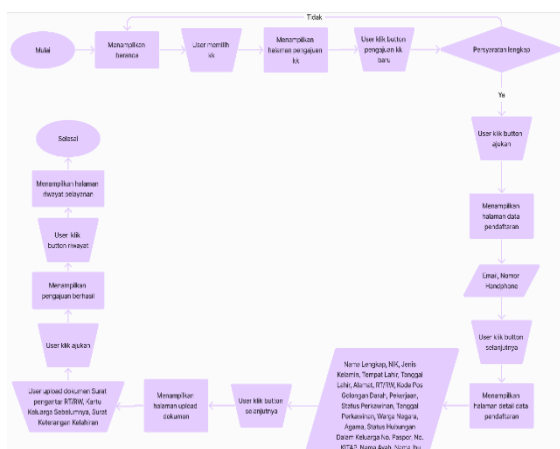 Tidak
Mulai
Menampilkan
beranda
User memilih
kk
Menampilkan
halaman pengajuan
kk
User klik button
pengajuan kk
baru
Persyaratan lengkap
Ya
User klik button
ajukan
Menampilkan
halaman data
pendaftaran
Email, Nomor
Handphone
User klik button
selanjutnya
Menampilkan
halaman detail data
pendaftaran
Nama Lengkap, NIK, Jenis
Kelamin, Tempat Lahir, Tanggal
Lahir, Alamat, RT/RW, Kode Pos
Golongan Darah, Pekerjaan,
Status Perkawinan, Tanggal
Perkawinan, Warga Negara,
Agama, Status Hubungan
Dalam Keluarga No. Paspor, No.
KITAP, Nama Ayah, Nama Ibu
User klik button
selanjutnya
Menampilkan
halaman upload
dokumen
User upload dokumen Surat
pengantar RT/RW, Kartu
Keluarga Sebelumnya, Surat
Keterangan Kelahiran
User klik ajukan
Menampilkan
pengajuan berhasil
User klik
button riwayat
Menampilkan halaman
riwayat pelayanan
Selesai